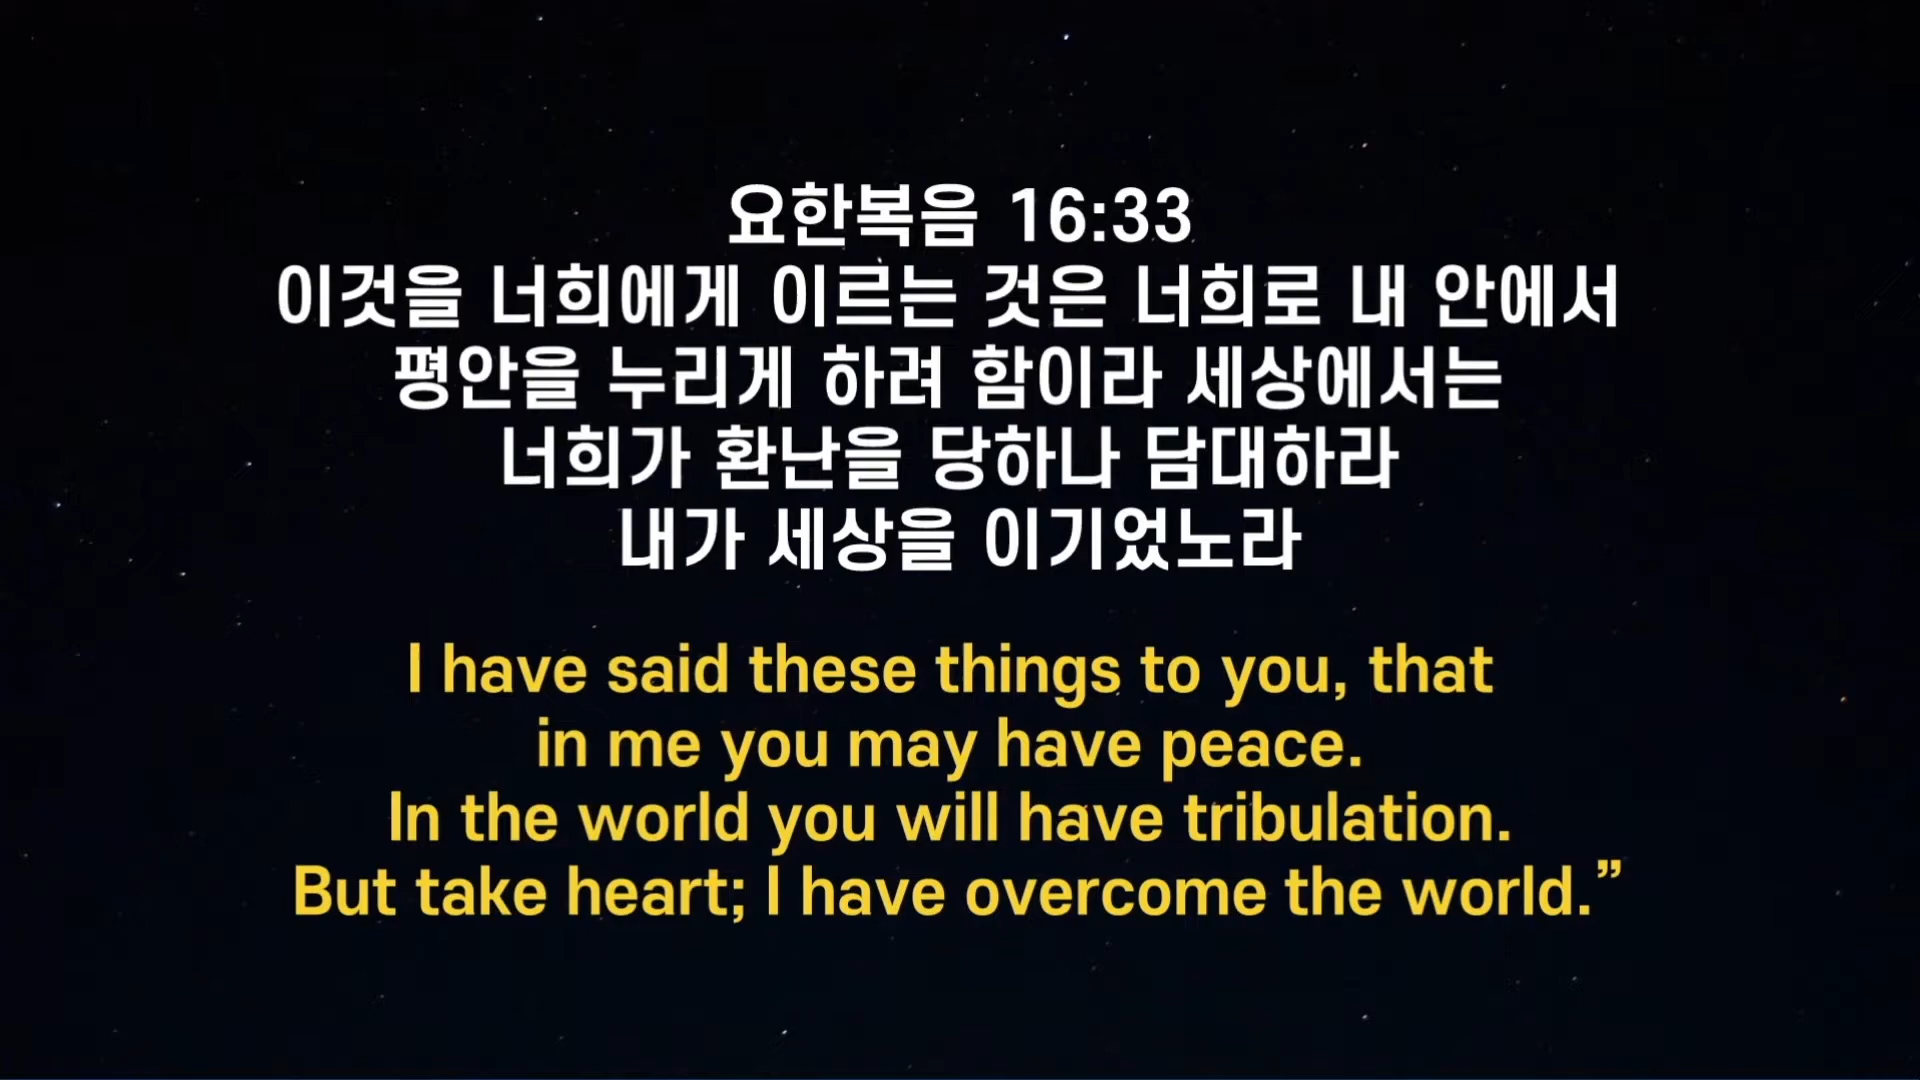 요한복음 16:33
이것을 너희에게 이르는 것은 너희로 내 안에서
평안을 누리게 하려 함이라 세상에서는
너희가 환난을 당하나 담대하라
내가 세상을 이기었노라
I have said these things to you, that
in me you may have peace.
In the world you will have tribulation.
But take heart; I have overcome the world.”